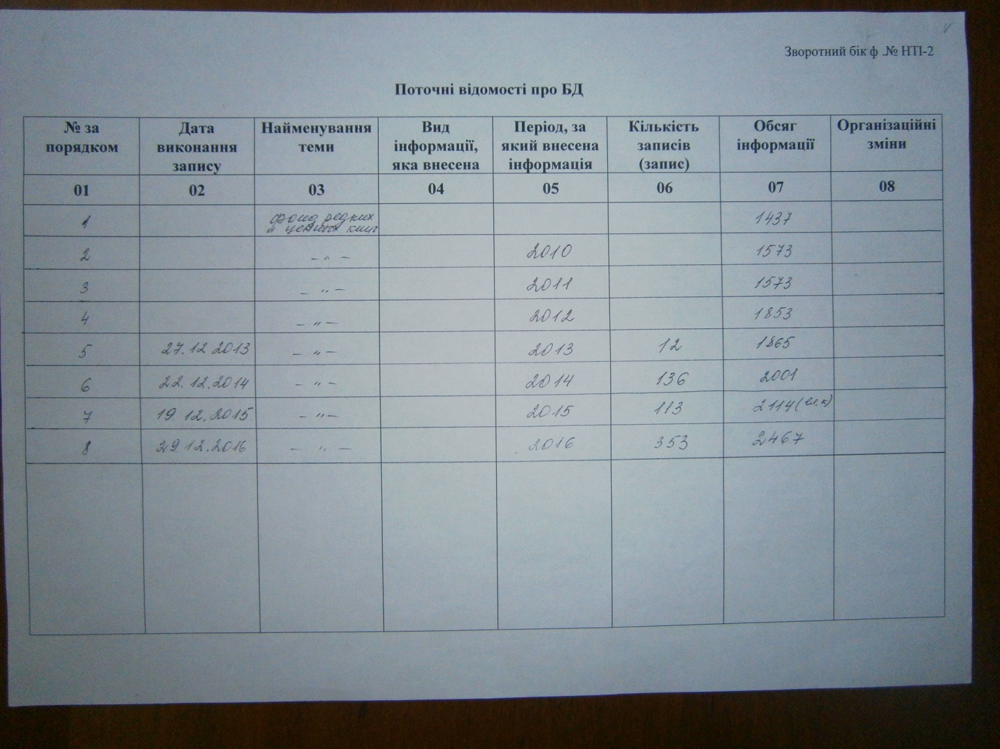 Зворотний бік ф .№ НТІ-2
Поточні відомості про БД
№ за порядком Дата виконання запису Найменування теми Вид інформації, яка внесена Період, за який внесена інформація Кількість записів (запис) Обсяг інформації Організаційні зміни
01 02 03 04 05 06 07 08
1 фонд редких и ценных книг 1437
2 - " - 2010 1573
3 - " - 2011 1573
4 - " - 2012 1853
5 27.12 2013 - " - 2013 12 1865
6 22.12.2014 - " - 2014 136 2001
7 19.12.2015 - " - 2015 113 2114
8 29.12.2016 - " - 2016 353 2467